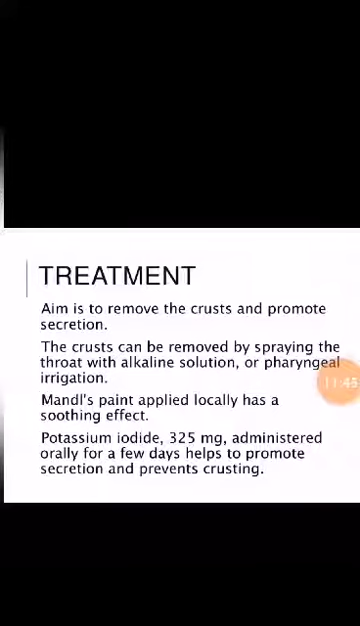 TREATMENT
Aim is to remove the crusts and promote
secretion.
The crusts can be removed by spraying the
throat with alkaline solution, or pharyngeal
irrigation.
11:45
Mandl's paint applied locally has a
soothing effect.
Potassium iodide, 325 mg, administered
orally for a few days helps to promote
secretion and prevents crusting.